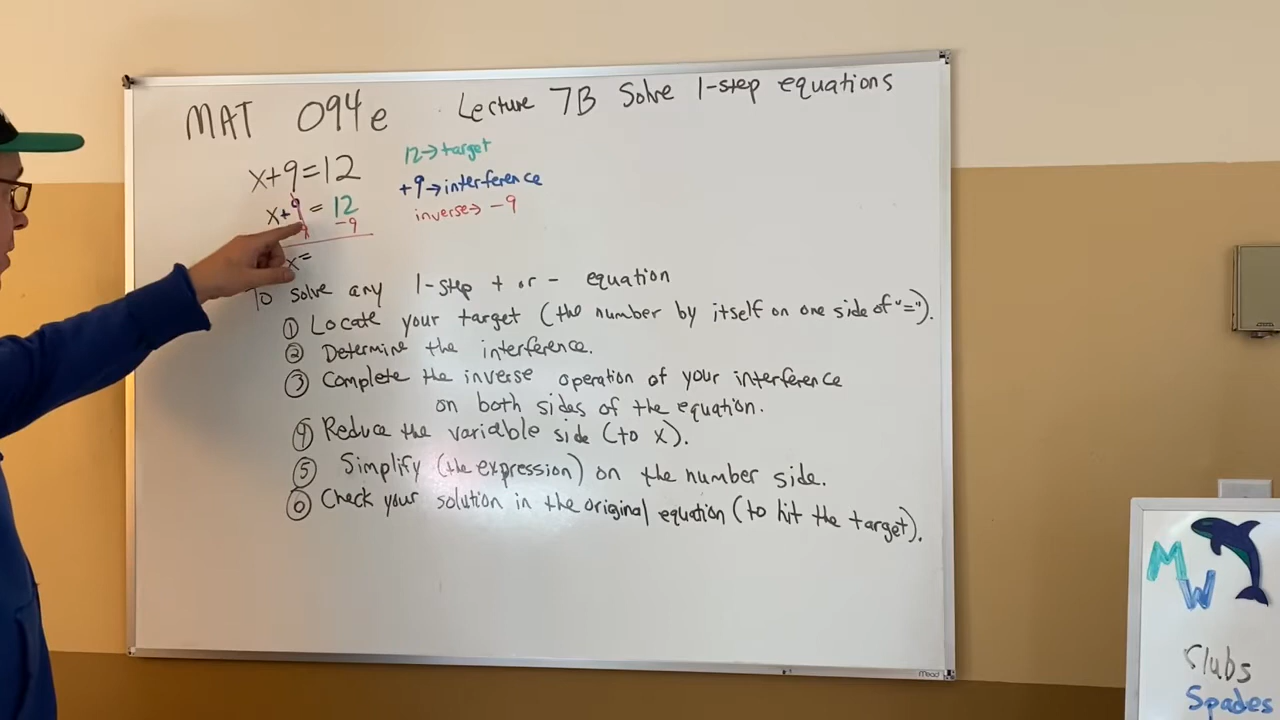 MAT 094e Lecture 7B Solve 1-step equations
x+9=12
12→target
+9→interference
x+9 = 12
inverse→ -9
-9
x=
To solve any 1-step + or - equation
① Locate your target (the number by itself on one side of "=").
② Determine the interference.
③ Complete the inverse operation of your interference
on both sides of the equation.
④ Reduce the variable side (to x).
⑤ Simplify (the expression) on the number side.
⑥ Check your solution in the original equation (to hit the target).
Mead
MW
Clubs
Spades